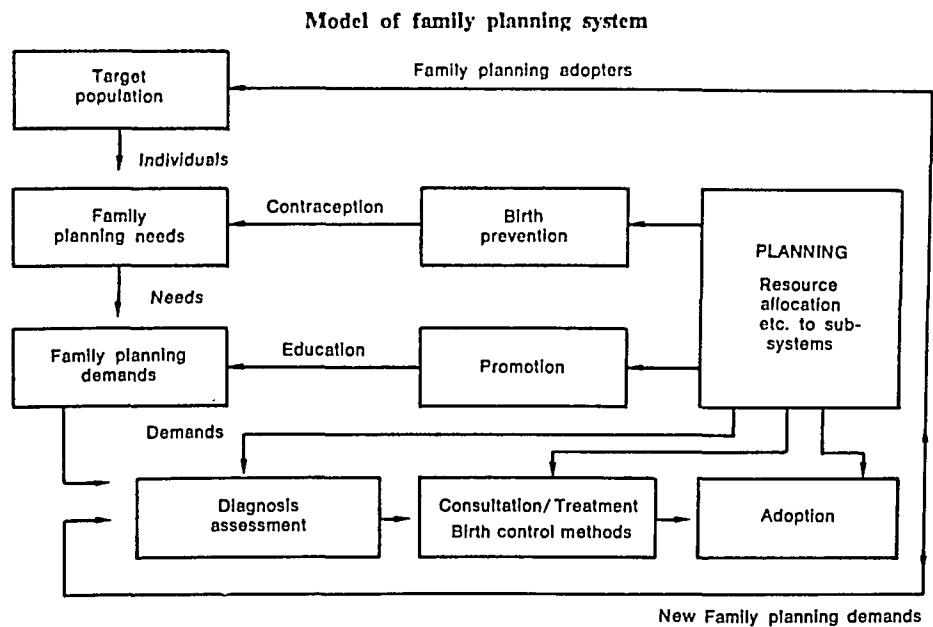 Model of family planning system
Family planning adopters
Target
population
Individuals
Family
planning needs
Contraception
Birth
prevention
PLANNING
Resource
allocation
etc. to sub-
systems
Needs
Family planning
demands
Education
Promotion
Demands
Diagnosis
assessment
Consultation/Treatment
Birth control methods
Adoption
New Family planning demands